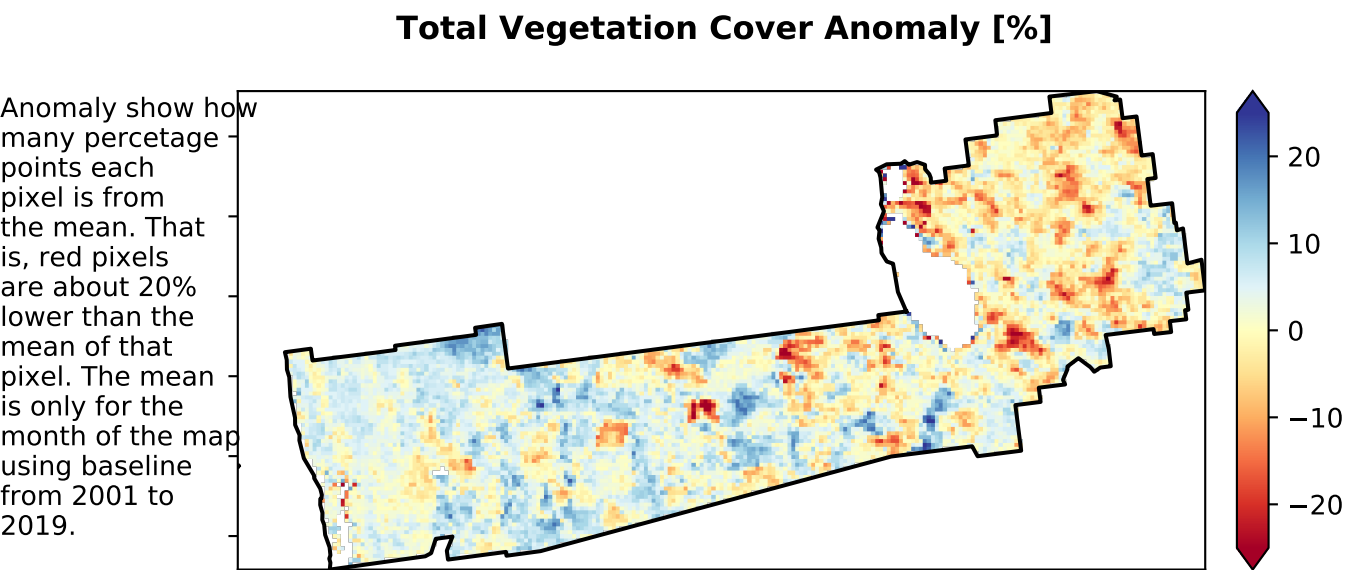 Total Vegetation Cover Anomaly [%]
Anomaly show how
many percetage
points each
pixel is from
the mean. That
is, red pixels
are about 20%
lower than the
mean of that
pixel. The mean
is only for the
month of the map
using baseline
from 2001 to
2019.
20
10
0
−10
−20